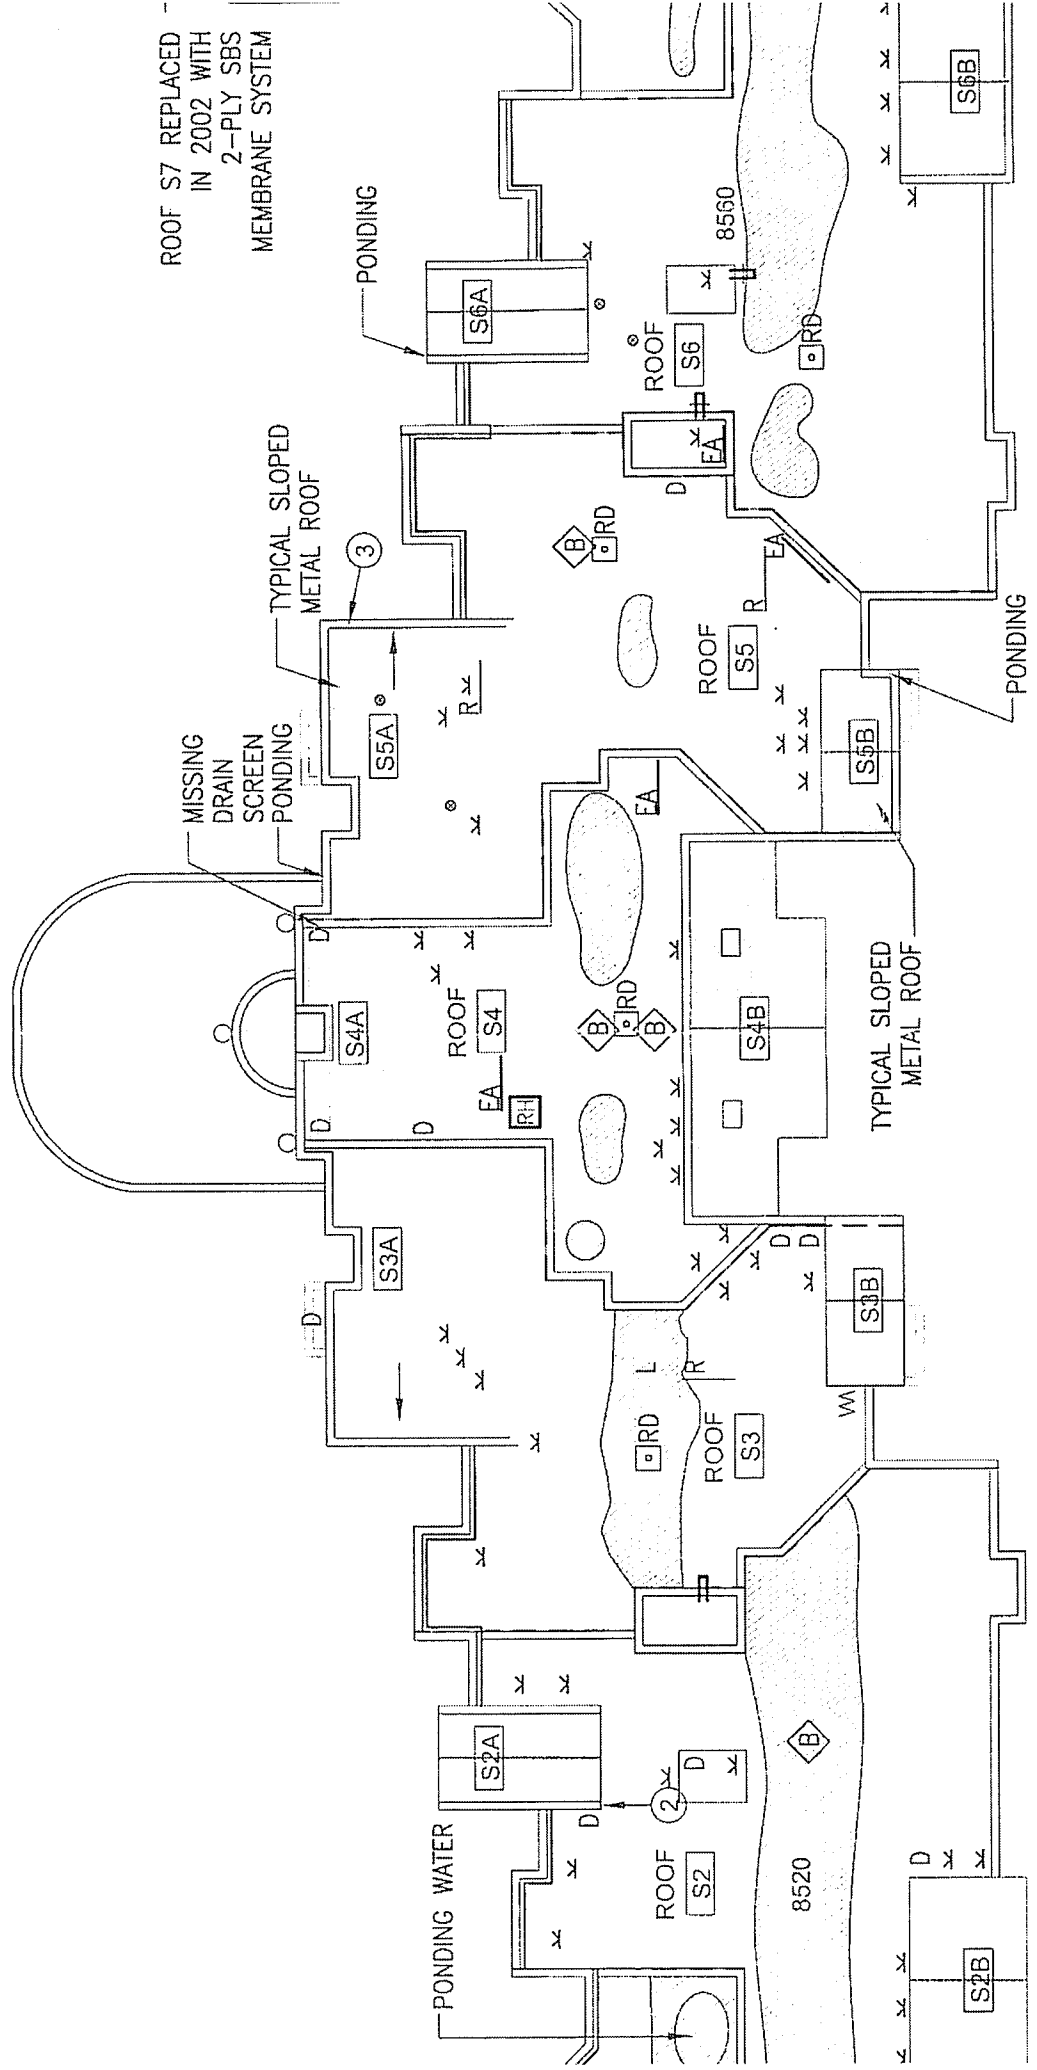 ROOF S7 REPLACED -
IN 2002 WITH
2-PLY SBS
MEMBRANE SYSTEM
PONDING
TYPICAL SLOPED
METAL ROOF
3
MISSING
DRAIN
SCREEN
PONDING
PONDING WATER
S2A
D
2
D
ROOF
S2
8520
B
D
S2B
D
S3A
L
R
RD
ROOF
S3
W
D
D
S3B
D
D
D
S4A
ROOF
S4
EA
RH
B
RD
B
EA
S4B
TYPICAL SLOPED
METAL ROOF
S5A
R
B
RD
ROOF
S5
R
EA
S5B
PONDING
S6A
D
EA
ROOF
S6
RD
8560
S6B